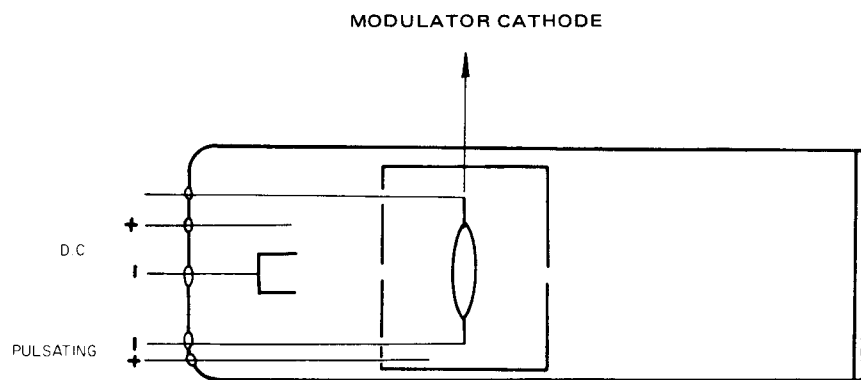 MODULATOR CATHODE
+
D.C
-
-
PULSATING
+